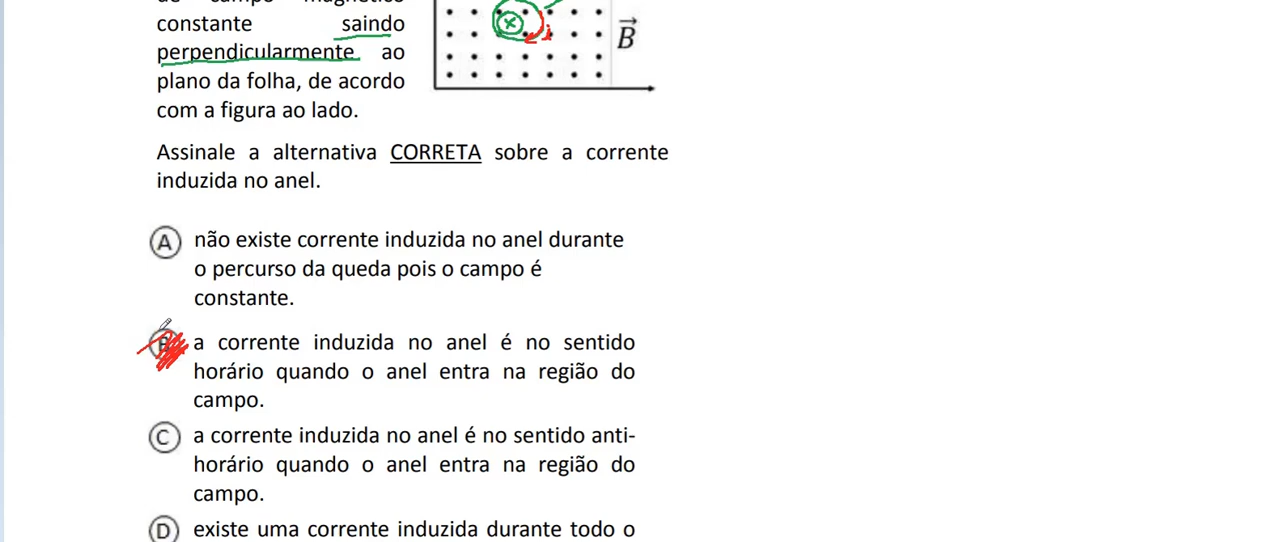 de campo magnético
constante saindo
perpendicularmente ao
plano da folha, de acordo
com a figura ao lado.
B
i
Assinale a alternativa CORRETA sobre a corrente
induzida no anel.
A não existe corrente induzida no anel durante
o percurso da queda pois o campo é
constante.
B a corrente induzida no anel é no sentido
horário quando o anel entra na região do
campo.
C a corrente induzida no anel é no sentido anti-
horário quando o anel entra na região do
campo.
D existe uma corrente induzida durante todo o